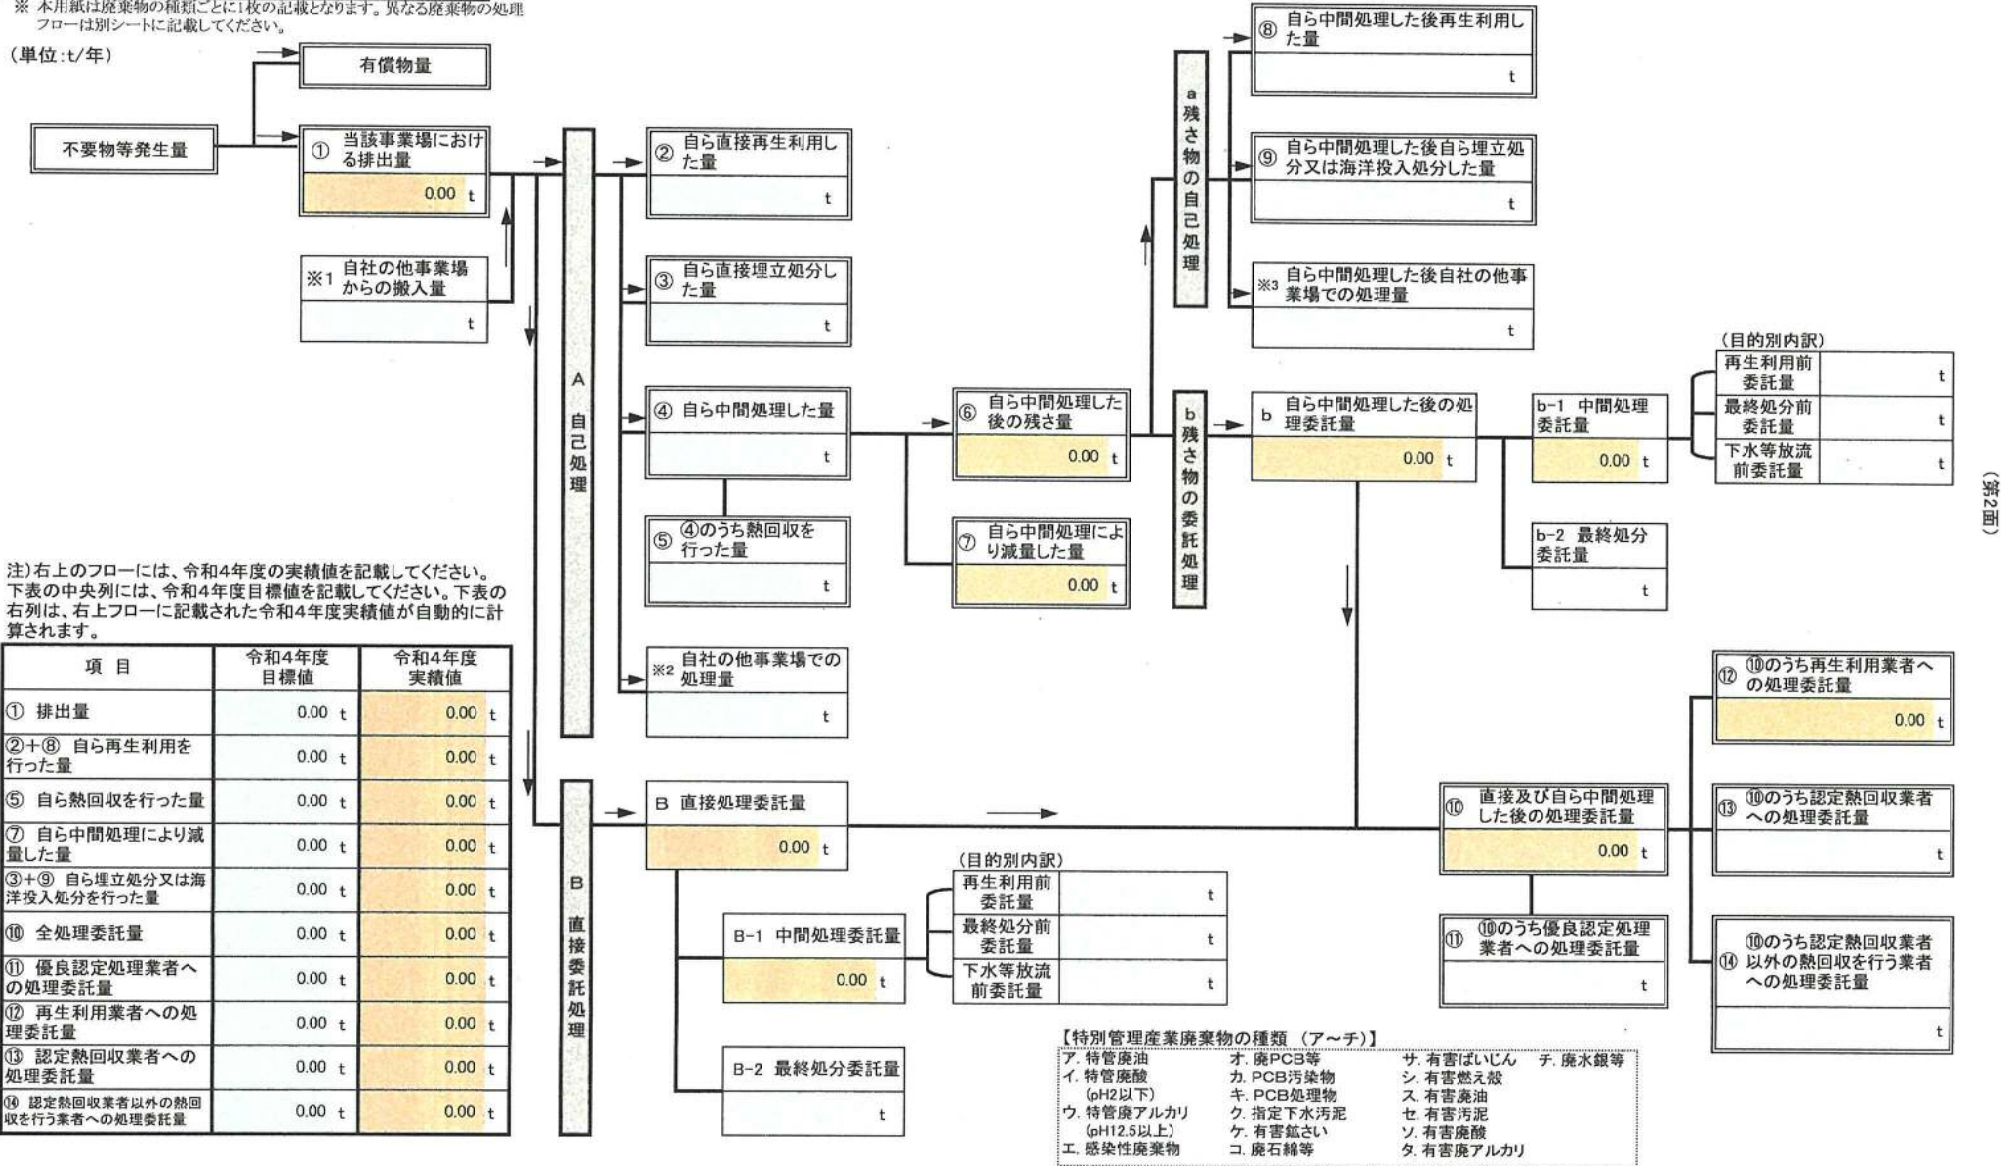 ※ 本用紙は廃棄物の種類ごとに1枚の記載となります。異なる廃棄物の処理
フローは別シートに記載してください。
(単位:t/年)
有償物量
不要物等発生量
① 当該事業場におけ
る排出量
0.00 t
※1 自社の他事業場
からの搬入量
t
A 自己処理
② 自ら直接再生利用し
た量
t
③ 自ら直接埋立処分し
た量
t
④ 自ら中間処理した量
t
⑤ ④のうち熱回収を
行った量
t
※2 自社の他事業場での
処理量
t
⑥ 自ら中間処理した
後の残さ量
0.00 t
⑦ 自ら中間処理によ
り減量した量
0.00 t
a 残さ物の自己処理
⑧ 自ら中間処理した後再生利用し
た量
t
⑨ 自ら中間処理した後自ら埋立処
分又は海洋投入処分した量
t
※3 自ら中間処理した後自社の他事
業場での処理量
t
b 残さ物の委託処理
b 自ら中間処理した後の処
理委託量
0.00 t
b-1 中間処理
委託量
0.00 t
(目的別内訳)
再生利用前
委託量
t
最終処分前
委託量
t
下水等放流
前委託量
t
b-2 最終処分
委託量
t
(第2面)
注)右上のフローには、令和4年度の実績値を記載してください。
下表の中央列には、令和4年度目標値を記載してください。下表の
右列は、右上フローに記載された令和4年度実績値が自動的に計
算されます。
項 目 令和4年度 令和4年度
目標値 実績値
① 排出量 0.00 t 0.00 t
②+⑧ 自ら再生利用を
行った量 0.00 t 0.00 t
⑤ 自ら熱回収を行った量 0.00 t 0.00 t
⑦ 自ら中間処理により減
量した量 0.00 t 0.00 t
③+⑨ 自ら埋立処分又は海
洋投入処分を行った量 0.00 t 0.00 t
⑩ 全処理委託量 0.00 t 0.00 t
⑪ 優良認定処理業者へ
の処理委託量 0.00 t 0.00 t
⑫ 再生利用業者への処
理委託量 0.00 t 0.00 t
⑬ 認定熱回収業者への
処理委託量 0.00 t 0.00 t
⑭ 認定熱回収業者以外の熱回
収を行う業者への処理委託量 0.00 t 0.00 t
B 直接委託処理
B 直接処理委託量
0.00 t
B-1 中間処理委託量
0.00 t
(目的別内訳)
再生利用前
委託量
t
最終処分前
委託量
t
下水等放流
前委託量
t
B-2 最終処分委託量
t
⑩ 直接及び自ら中間処理
した後の処理委託量
0.00 t
⑪ ⑩のうち優良認定処理
業者への処理委託量
t
⑫ ⑩のうち再生利用業者へ
の処理委託量
0.00 t
⑬ ⑩のうち認定熱回収業者
への処理委託量
t
⑭ ⑩のうち認定熱回収業者
以外の熱回収を行う業者
への処理委託量
t
【特別管理産業廃棄物の種類 (ア～チ)】
ア. 特管廃油 オ. 廃PCB等 サ. 有害ばいじん チ. 廃水銀等
イ. 特管廃酸 カ. PCB汚染物 シ. 有害燃え殻
(pH2以下) キ. PCB処理物 ス. 有害廃油
ウ. 特管廃アルカリ ク. 指定下水汚泥 セ. 有害汚泥
(pH12.5以上) ケ. 有害鉱さい ソ. 有害廃酸
エ. 感染性廃棄物 コ. 廃石綿等 タ. 有害廃アルカリ